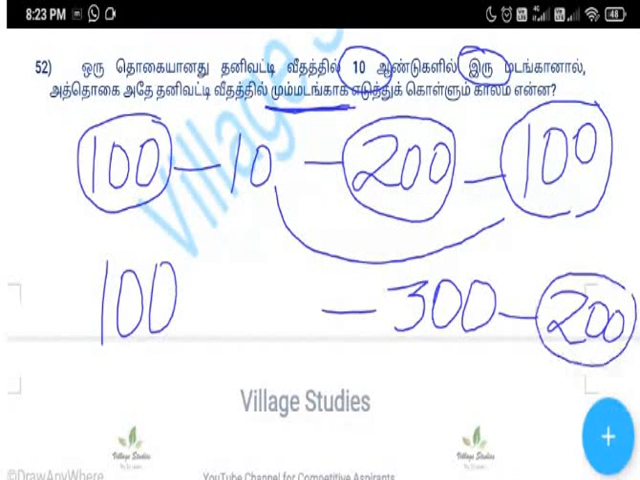 8:23 PM
4G
48
52) ஒரு தொகையானது தனிவட்டி வீதத்தில் 10 ஆண்டுகளில் இரு மடங்கானால்,
அத்தொகை அதே தனிவட்டி வீதத்தில் மும்மடங்காக எடுத்துக் கொள்ளும் காலம் என்ன?
100 – 10 – 200 – 100
100 – 300 – 200
Village Studies
Village Studies
Village Studies
©DrawAnyWhere
YouTube Channel for Competitive Aspirants
+